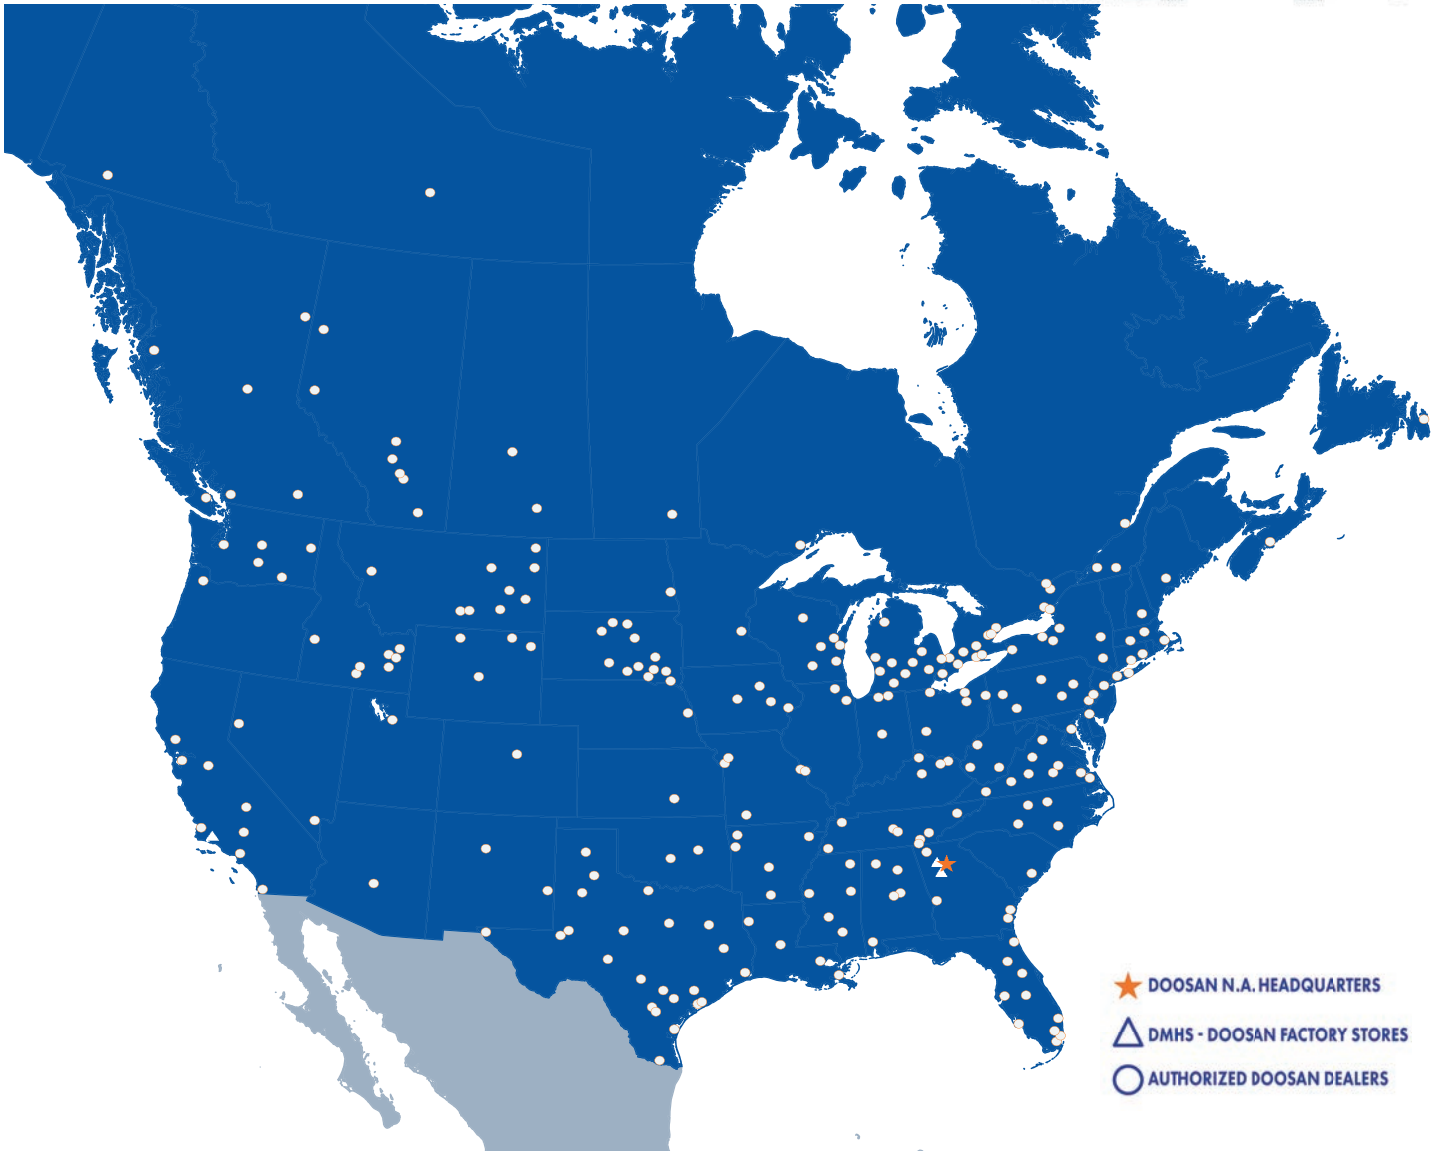 DOOSAN N.A. HEADQUARTERS
DMHS - DOOSAN FACTORY STORES
AUTHORIZED DOOSAN DEALERS